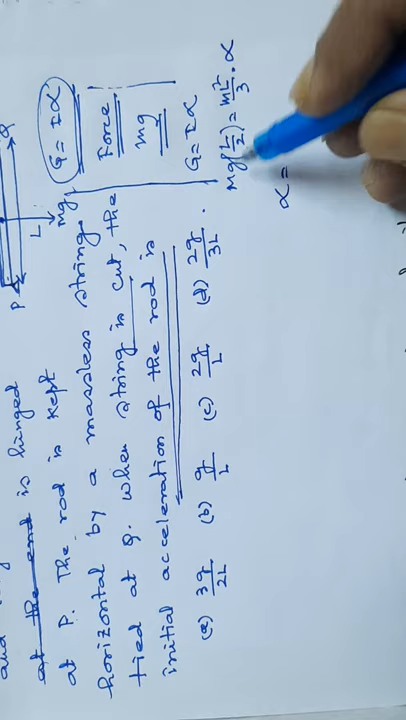 and
at the end is hinged
at P. The rod is kept
horizontal by a massless string
tied at Q. when string is cut, the
initial acceleration of the rod is
(a) 3g/2L (b) g/L (c) 2g/L (d) 2g/3L.
P
Q
L
mg
G = Iα
Force
mg
G = Iα
Mg(L/2) = mL²/3 . α
α =